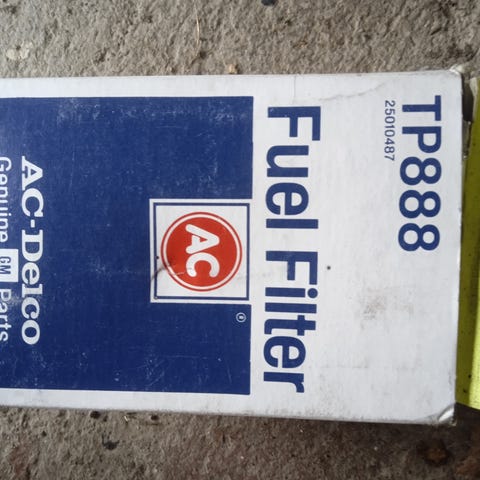 TP888
25010487
Fuel Filter
AC
®
AC-Delco
Genuine GM Parts